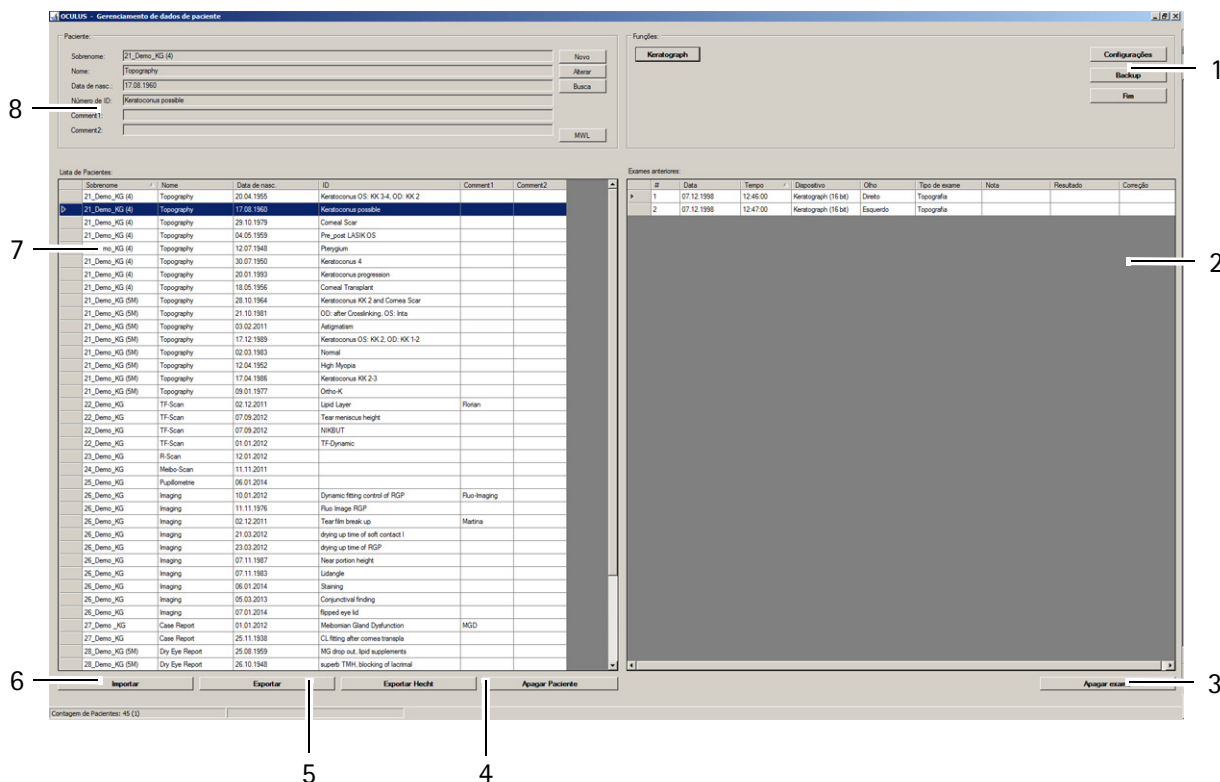 OCULUS - Gerenciamento de dados de paciente
Paciente:
Sobrenome: 21_Demo_KG (4) Novo
Nome: Topography Alterar
Data de nasc.: 17.08.1960 Busca
Número de ID: Keratoconus possible
Comment1:
Comment2: MWL
Funções:
Keratograph Configurações
Backup
Fim
1
8
Lista de Pacientes:
Sobrenome Nome Data de nasc. ID Comment1 Comment2
21_Demo_KG (4) Topography 20.04.1955 Keratoconus OS: KK 3-4, OD: KK 2
21_Demo_KG (4) Topography 17.08.1960 Keratoconus possible
21_Demo_KG (4) Topography 29.10.1979 Corneal Scar
21_Demo_KG (4) Topography 04.05.1959 Pre_post LASIK OS
mo_KG (4) Topography 12.07.1948 Pterygium
21_Demo_KG (4) Topography 30.07.1950 Keratoconus 4
21_Demo_KG (4) Topography 20.01.1993 Keratoconus progression
21_Demo_KG (4) Topography 18.05.1956 Corneal Transplant
21_Demo_KG (5M) Topography 28.10.1964 Keratoconus KK 2 and Cornea Scar
21_Demo_KG (5M) Topography 21.10.1981 OD: after Crosslinking, OS: Inta
21_Demo_KG (5M) Topography 03.02.2011 Astigmatism
21_Demo_KG (5M) Topography 17.12.1989 Keratoconus OS: KK 2, OD: KK 1-2
21_Demo_KG (5M) Topography 02.03.1983 Normal
21_Demo_KG (5M) Topography 12.04.1952 High Myopia
21_Demo_KG (5M) Topography 17.04.1986 Keratoconus KK 2-3
21_Demo_KG (5M) Topography 09.01.1977 Ortho-K
22_Demo_KG TF-Scan 02.12.2011 Lipid Layer Florian
22_Demo_KG TF-Scan 07.09.2012 Tear meniscus height
22_Demo_KG TF-Scan 07.09.2012 NIKBUT
22_Demo_KG TF-Scan 01.01.2012 TF-Dynamic
23_Demo_KG R-Scan 12.01.2012
24_Demo_KG Meibo-Scan 11.11.2011
25_Demo_KG Pupillometrie 06.01.2014
26_Demo_KG Imaging 10.01.2012 Dynamic fitting control of RGP Fluo-Imaging
26_Demo_KG Imaging 11.11.1976 Fluo Image RGP
26_Demo_KG Imaging 02.12.2011 Tear film break up Martina
26_Demo_KG Imaging 21.03.2012 drying up time of soft contact l
26_Demo_KG Imaging 23.03.2012 drying up time of RGP
26_Demo_KG Imaging 07.11.1987 Near portion height
26_Demo_KG Imaging 07.11.1983 Lidangle
26_Demo_KG Imaging 06.01.2014 Staining
26_Demo_KG Imaging 05.03.2013 Conjunctival finding
26_Demo_KG Imaging 07.01.2014 flipped eye lid
27_Demo _KG Case Report 01.01.2012 Meibomian Gland Dysfunction MGD
27_Demo_KG Case Report 25.11.1938 CL fitting after cornea transpla
28_Demo_KG (5M) Dry Eye Report 25.08.1959 MG drop out, lipid supplements
28_Demo_KG (5M) Dry Eye Report 26.10.1948 superb TMH, blocking of lacrimal
7
Exames anteriores:
# Data Tempo Dispositivo Olho Tipo de exame Nota Resultado Correção
1 07.12.1998 12:46:00 Keratograph (16 bit) Direito Topografia
2 07.12.1998 12:47:00 Keratograph (16 bit) Esquerdo Topografia
2
6
Importar Exportar Exportar Hecht Apagar Paciente Apagar exam
3
Contagem de Pacientes: 45 (1)
5 4